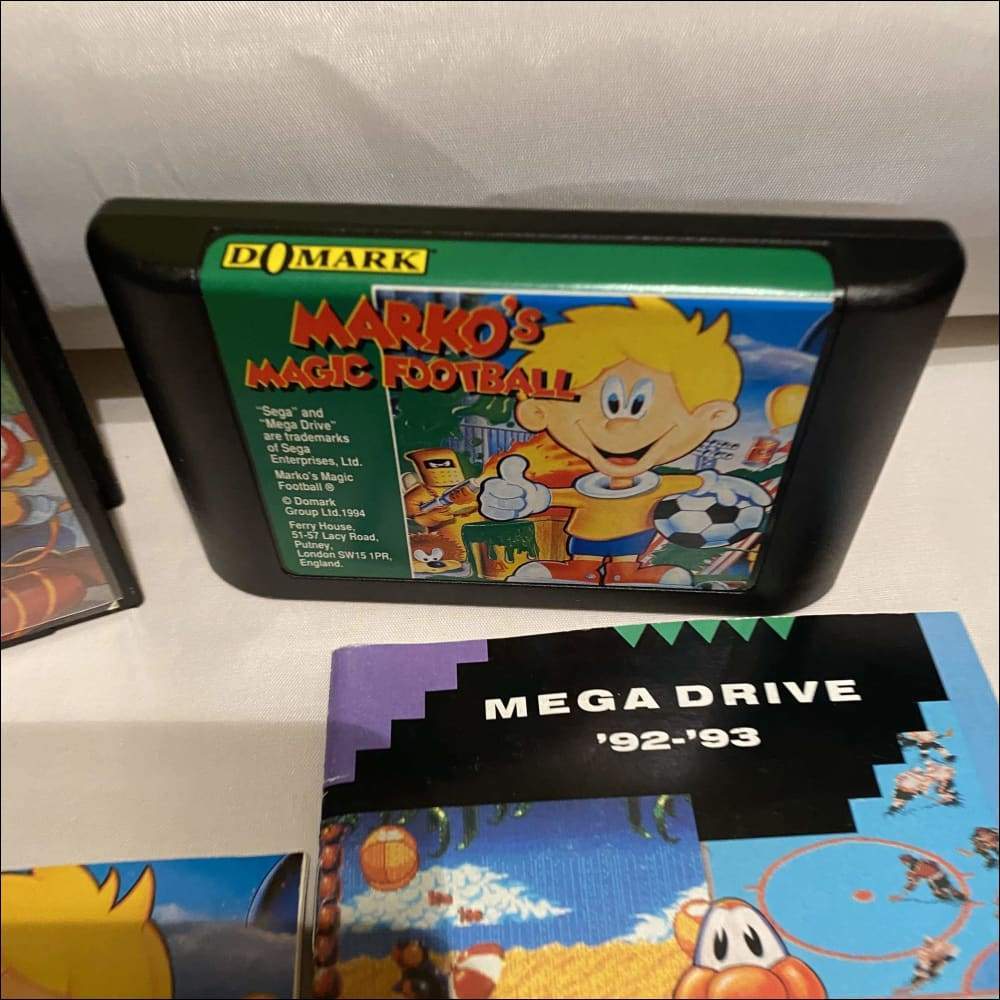 DOMARK™
MARKO'S
MAGIC FOOTBALL
"Sega" and
"Mega Drive"
are trademarks
of Sega
Enterprises, Ltd.
Marko's Magic
Football ®
© Domark
Group Ltd.1994
Ferry House,
51-57 Lacy Road,
Putney,
London SW15 1PR,
England.
MEGA DRIVE
'92-'93